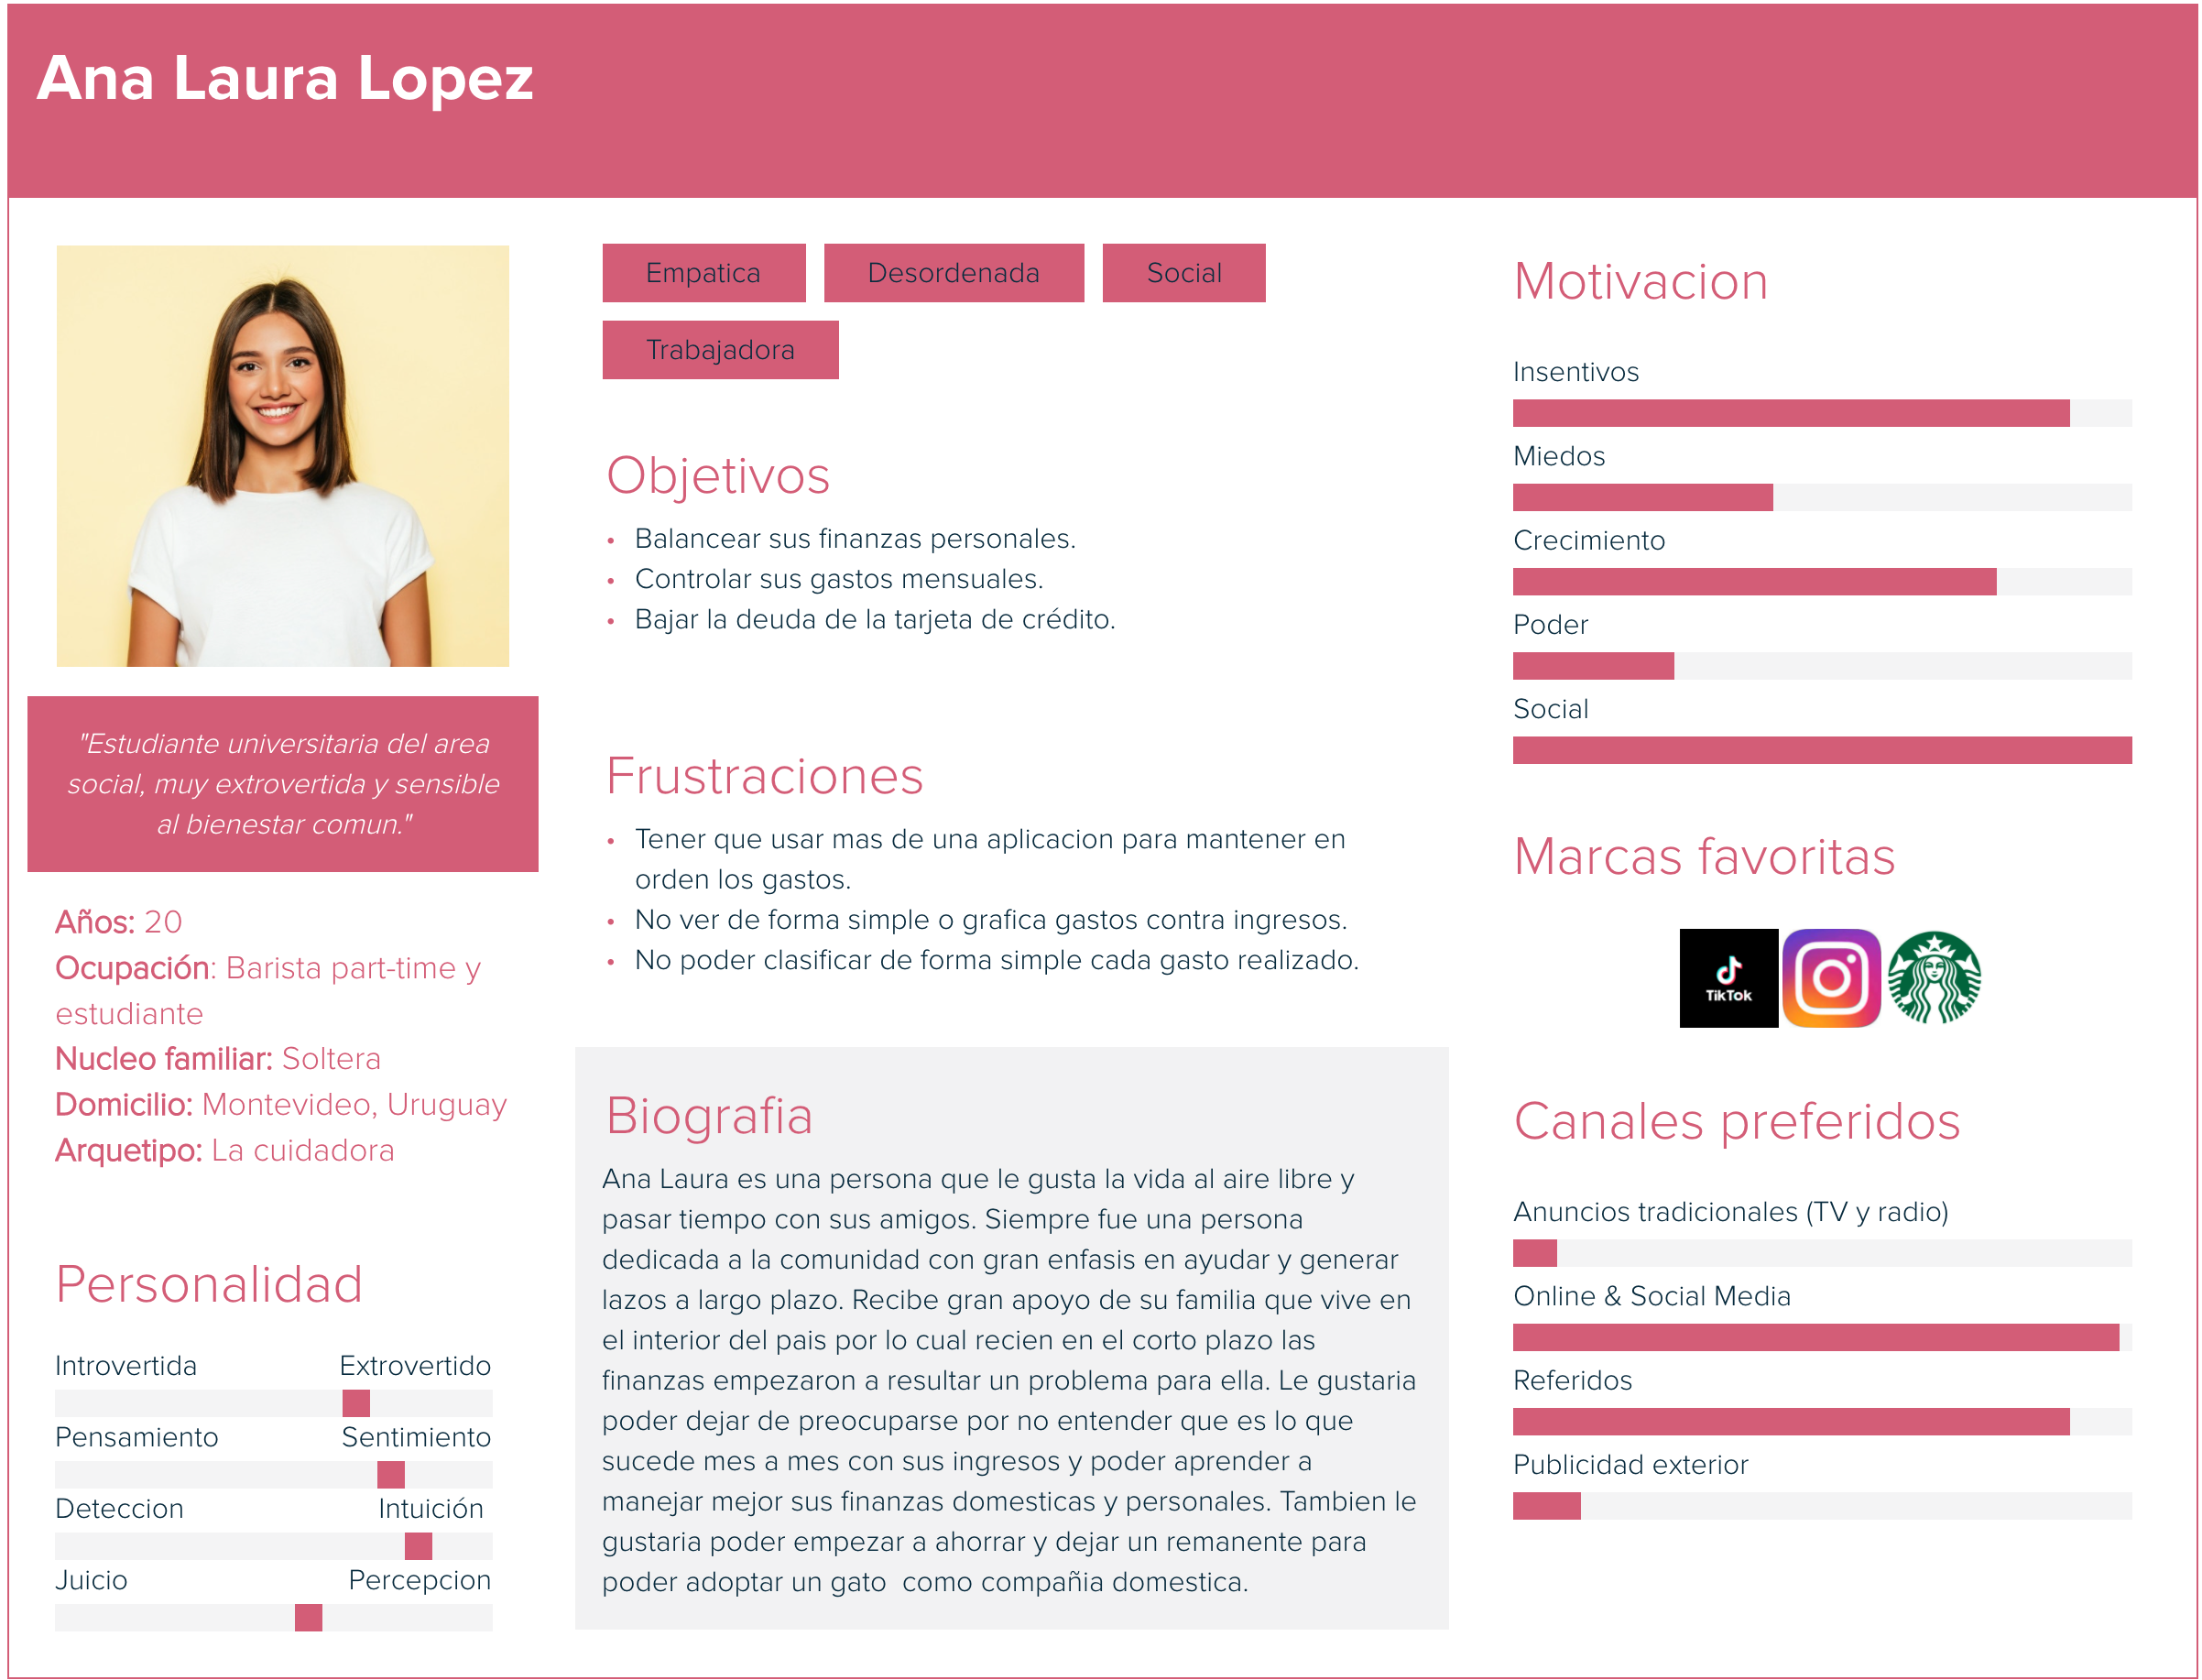 Ana Laura Lopez
"Estudiante universitaria del area
social, muy extrovertida y sensible
al bienestar comun."
Años: 20
Ocupación: Barista part-time y
estudiante
Nucleo familiar: Soltera
Domicilio: Montevideo, Uruguay
Arquetipo: La cuidadora
Personalidad
Introvertida Extrovertido
Pensamiento Sentimiento
Deteccion Intuición
Juicio Percepcion
Empatica Desordenada Social
Trabajadora
Objetivos
• Balancear sus finanzas personales.
• Controlar sus gastos mensuales.
• Bajar la deuda de la tarjeta de crédito.
Frustraciones
• Tener que usar mas de una aplicacion para mantener en
orden los gastos.
• No ver de forma simple o grafica gastos contra ingresos.
• No poder clasificar de forma simple cada gasto realizado.
Biografia
Ana Laura es una persona que le gusta la vida al aire libre y
pasar tiempo con sus amigos. Siempre fue una persona
dedicada a la comunidad con gran enfasis en ayudar y generar
lazos a largo plazo. Recibe gran apoyo de su familia que vive en
el interior del pais por lo cual recien en el corto plazo las
finanzas empezaron a resultar un problema para ella. Le gustaria
poder dejar de preocuparse por no entender que es lo que
sucede mes a mes con sus ingresos y poder aprender a
manejar mejor sus finanzas domesticas y personales. Tambien le
gustaria poder empezar a ahorrar y dejar un remanente para
poder adoptar un gato  como compañia domestica.
Motivacion
Insentivos
Miedos
Crecimiento
Poder
Social
Marcas favoritas
TikTok
Canales preferidos
Anuncios tradicionales (TV y radio)
Online & Social Media
Referidos
Publicidad exterior